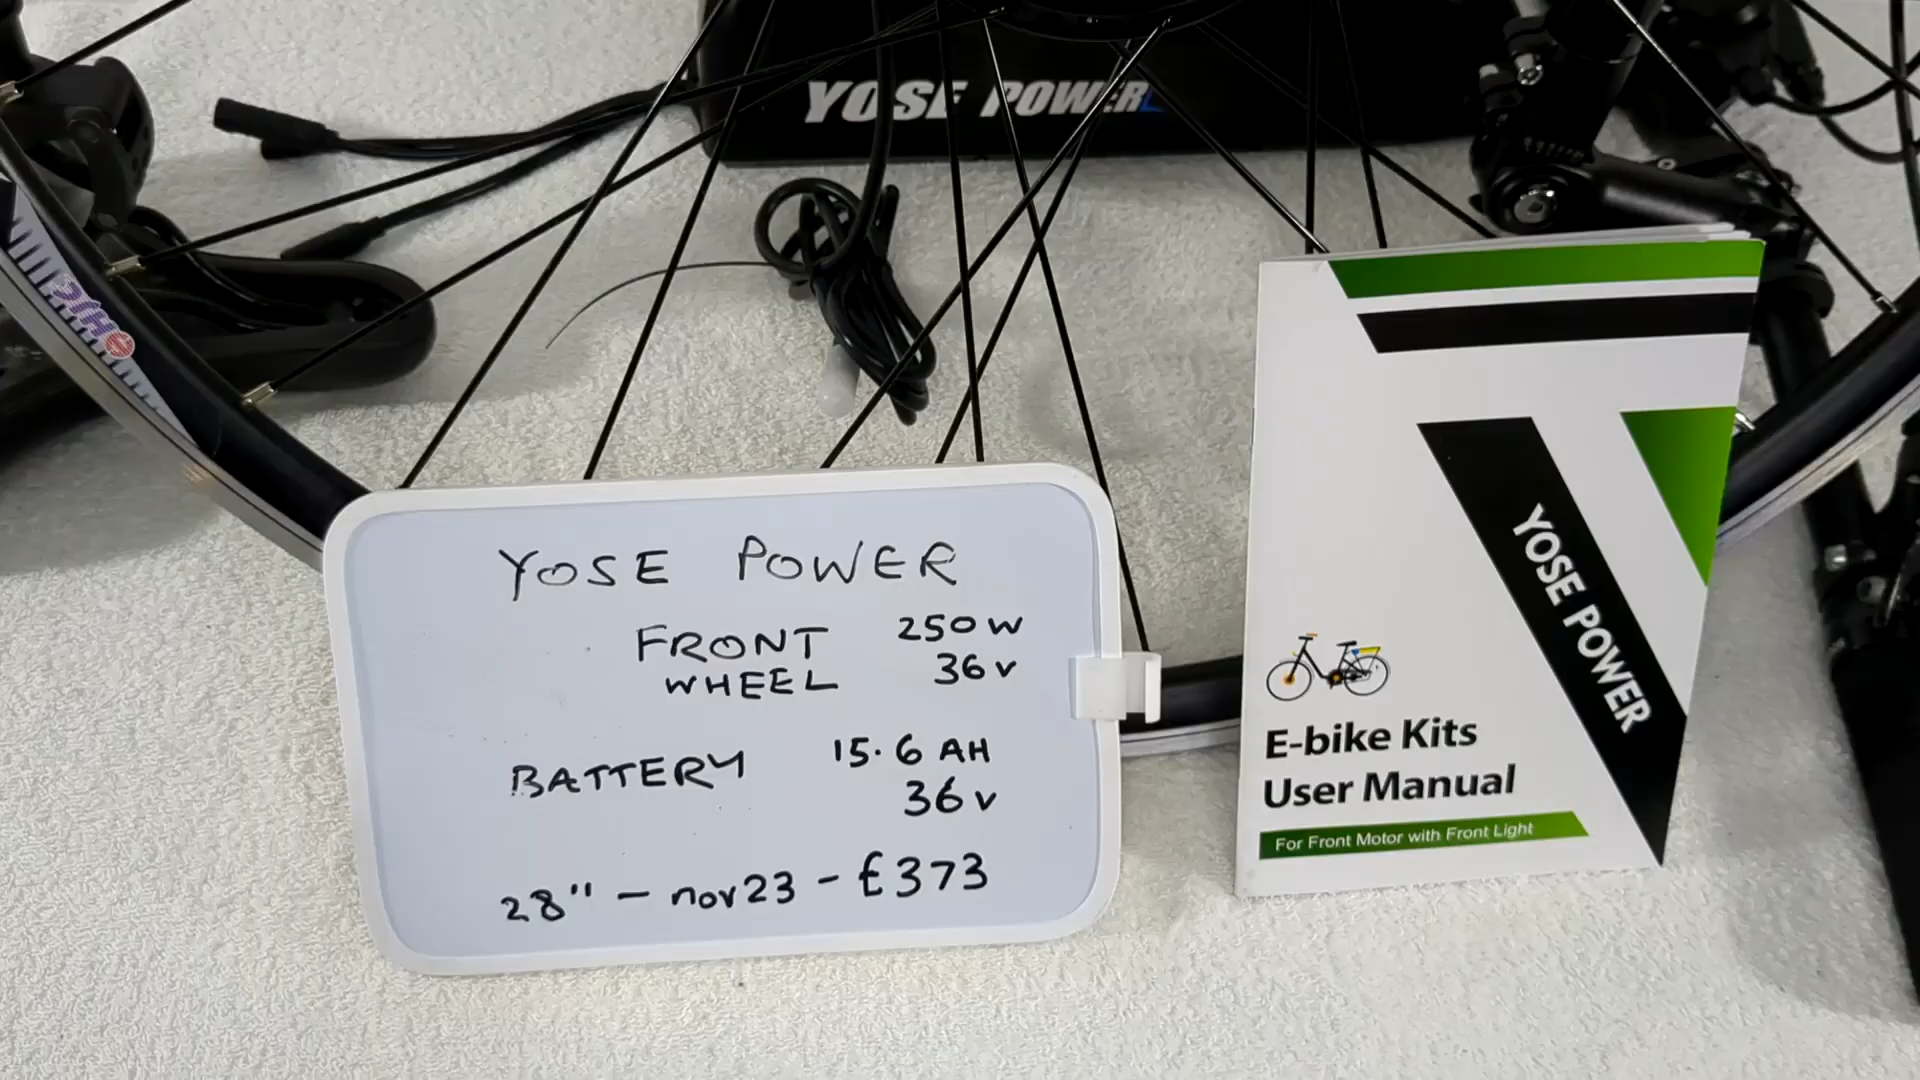 YOSE POWER
YOSE POWER
FRONT 250W
WHEEL 36V
BATTERY 15.6 AH
36V
28" - nov23 - £373
YOSE POWER
E-bike Kits
User Manual
For Front Motor with Front Light